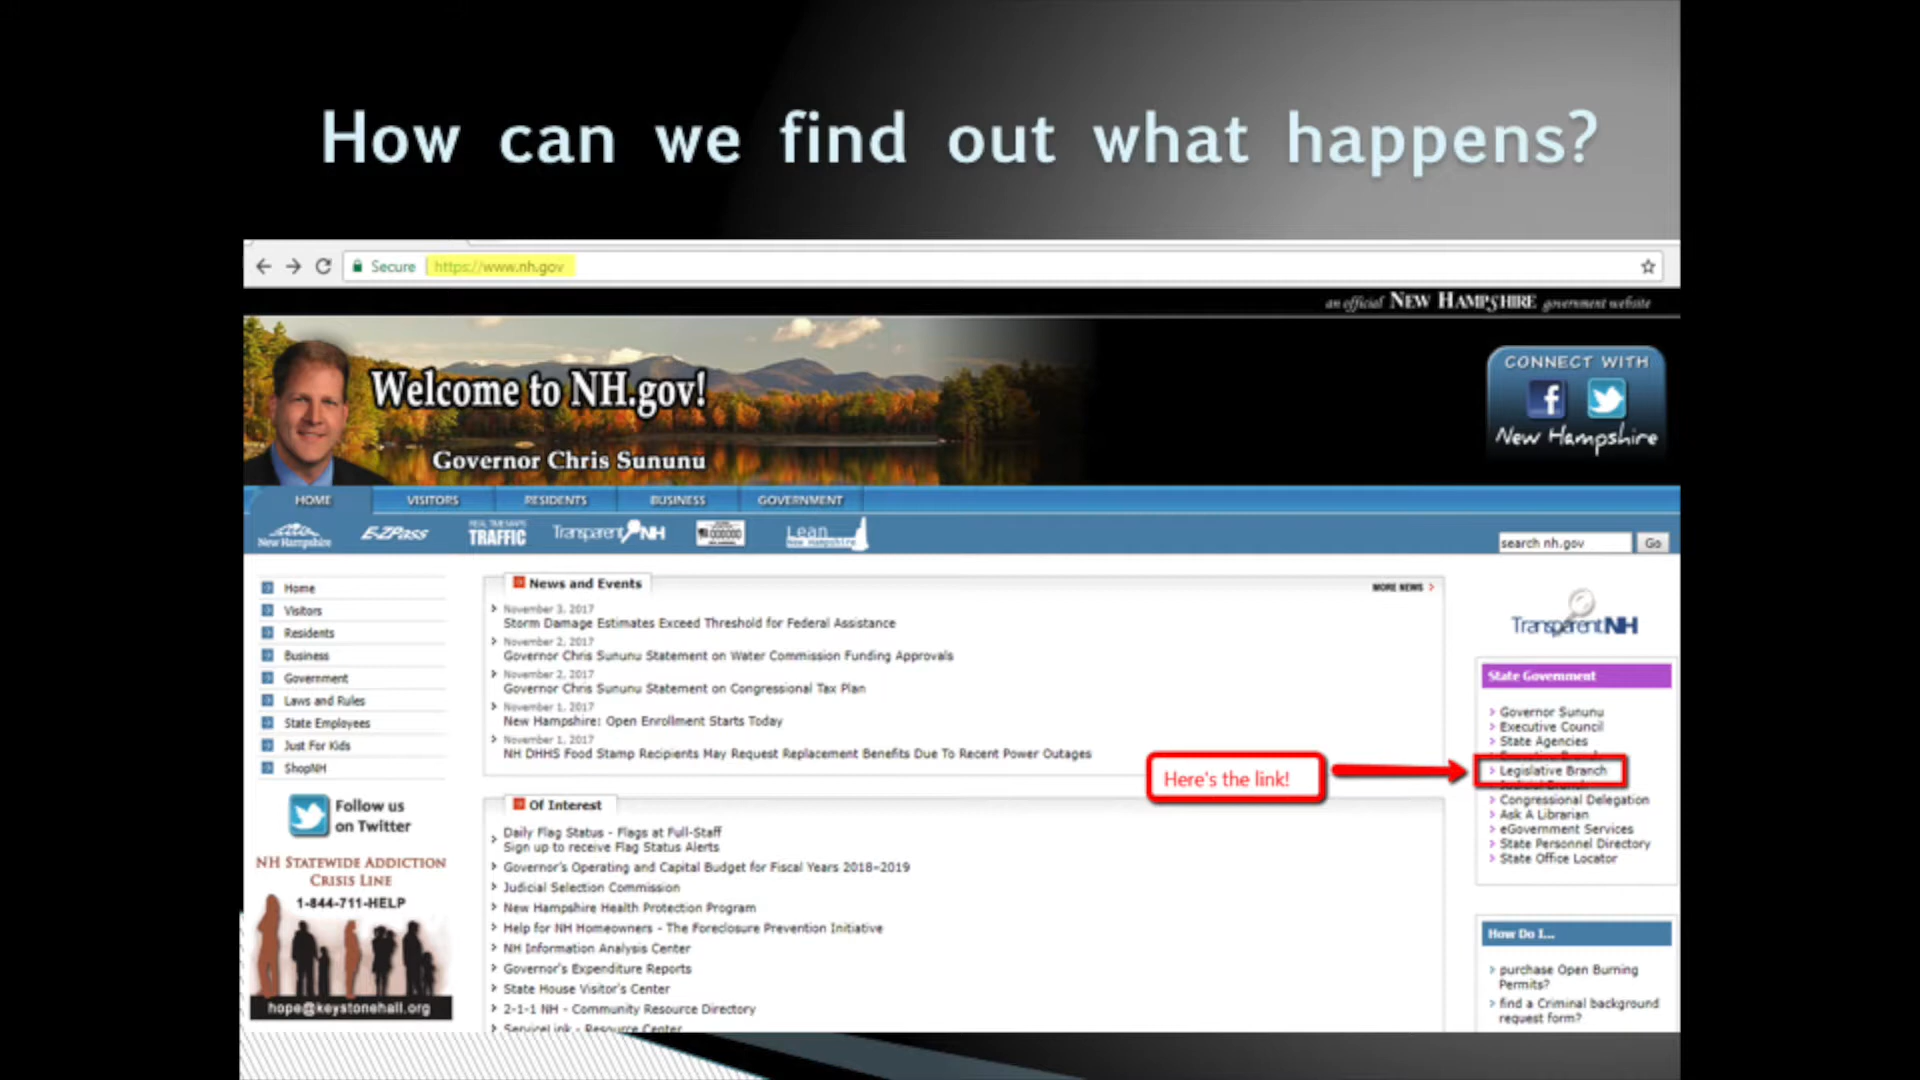 How can we find out what happens?
Secure https://www.nh.gov
an official NEW HAMPSHIRE government website
Welcome to NH.gov!
Governor Chris Sununu
CONNECT WITH
New Hampshire
HOME VISITORS RESIDENTS BUSINESS GOVERNMENT
New Hampshire E-ZPass REAL TIME MAPS TRAFFIC TransparentNH Lean New Hampshire
search nh.gov Go
Home
Visitors
Residents
Business
Government
Laws and Rules
State Employees
Just For Kids
ShopNH
Follow us
on Twitter
NH STATEWIDE ADDICTION
CRISIS LINE
1-844-711-HELP
hope@keystonehall.org
News and Events
MORE NEWS
November 3, 2017
Storm Damage Estimates Exceed Threshold for Federal Assistance
November 2, 2017
Governor Chris Sununu Statement on Water Commission Funding Approvals
November 2, 2017
Governor Chris Sununu Statement on Congressional Tax Plan
November 1, 2017
New Hampshire: Open Enrollment Starts Today
November 1, 2017
NH DHHS Food Stamp Recipients May Request Replacement Benefits Due To Recent Power Outages
Here's the link!
Of Interest
Daily Flag Status - Flags at Full-Staff
Sign up to receive Flag Status Alerts
Governor's Operating and Capital Budget for Fiscal Years 2018-2019
Judicial Selection Commission
New Hampshire Health Protection Program
Help for NH Homeowners - The Foreclosure Prevention Initiative
NH Information Analysis Center
Governor's Expenditure Reports
State House Visitor's Center
2-1-1 NH - Community Resource Directory
ServiceLink - Resource Center
TransparentNH
State Government
Governor Sununu
Executive Council
State Agencies
Legislative Branch
Congressional Delegation
Ask A Librarian
eGovernment Services
State Personnel Directory
State Office Locator
How Do I...
purchase Open Burning
Permits?
find a Criminal background
request form?